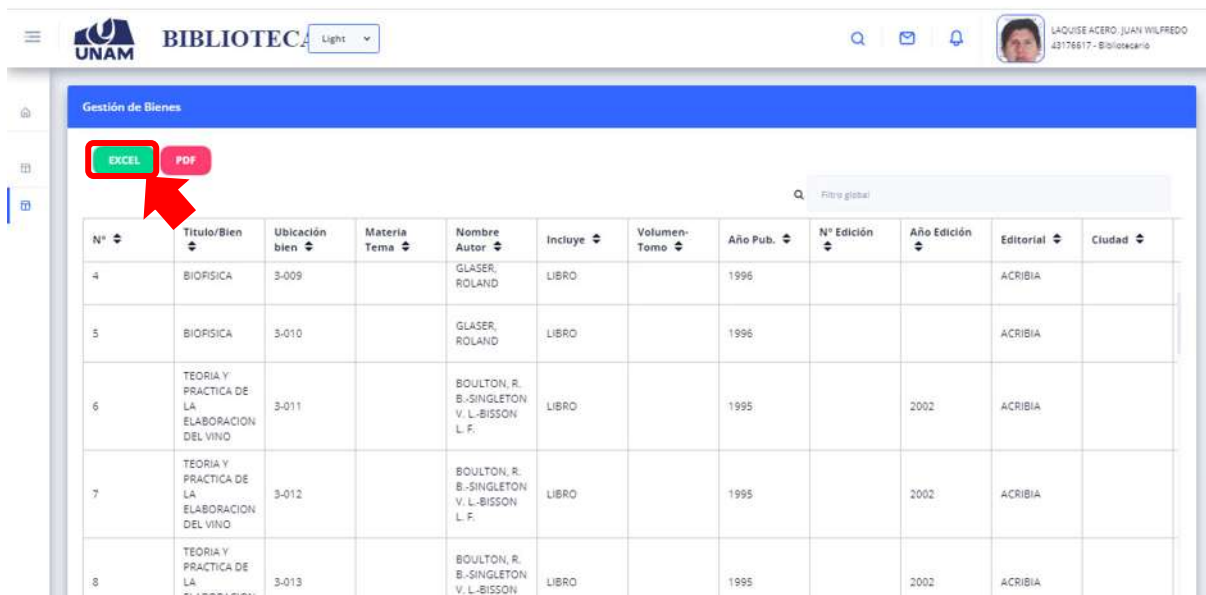 UNAM
BIBLIOTECA
Light
LAQUISE ACERO, JUAN WILFREDO
43176617 - Bibliotecario
Gestión de Bienes
EXCEL PDF
Filtro global
N° Titulo/Bien Ubicación bien Materia Tema Nombre Autor Incluye Volumen-Tomo Año Pub. N° Edición Año Edición Editorial Ciudad
4 BIOFISICA 3-009 GLASER, ROLAND LIBRO 1996 ACRIBIA
5 BIOFISICA 3-010 GLASER, ROLAND LIBRO 1996 ACRIBIA
6 TEORIA Y PRACTICA DE LA ELABORACION DEL VINO 3-011 BOULTON, R. B.-SINGLETON V. L.-BISSON L. F. LIBRO 1995 2002 ACRIBIA
7 TEORIA Y PRACTICA DE LA ELABORACION DEL VINO 3-012 BOULTON, R. B.-SINGLETON V. L.-BISSON L. F. LIBRO 1995 2002 ACRIBIA
8 TEORIA Y PRACTICA DE LA 3-013 BOULTON, R. B.-SINGLETON V. L.-BISSON LIBRO 1995 2002 ACRIBIA